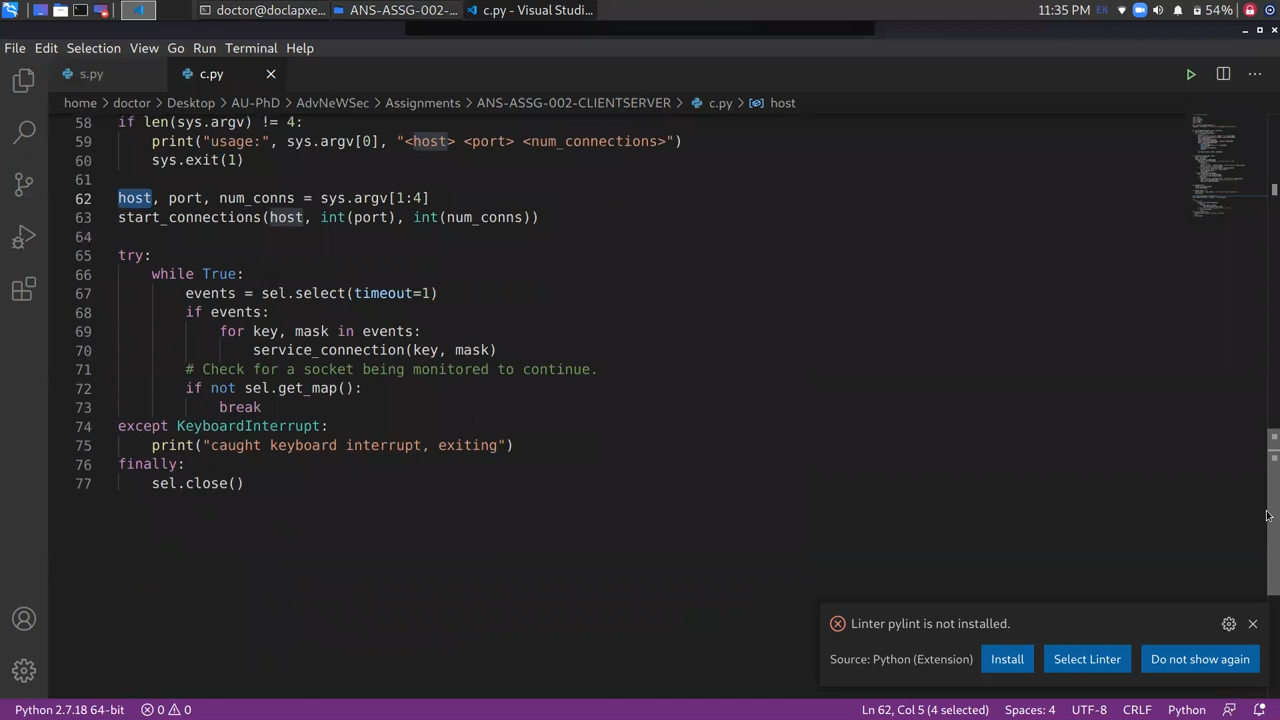 doctor@doclapxe...
ANS-ASSG-002-...
c.py - Visual Studi...
11:35 PM
EN
54%
File Edit Selection View Go Run Terminal Help
s.py
c.py
home > doctor > Desktop > AU-PhD > AdvNeWSec > Assignments > ANS-ASSG-002-CLIENTSERVER > c.py > host
58 if len(sys.argv) != 4:
59 print("usage:", sys.argv[0], "<host> <port> <num_connections>")
60 sys.exit(1)
61
62 host, port, num_conns = sys.argv[1:4]
63 start_connections(host, int(port), int(num_conns))
64
65 try:
66 while True:
67 events = sel.select(timeout=1)
68 if events:
69 for key, mask in events:
70 service_connection(key, mask)
71 # Check for a socket being monitored to continue.
72 if not sel.get_map():
73 break
74 except KeyboardInterrupt:
75 print("caught keyboard interrupt, exiting")
76 finally:
77 sel.close()
Linter pylint is not installed.
Source: Python (Extension)
Install
Select Linter
Do not show again
Python 2.7.18 64-bit
0
0
Ln 62, Col 5 (4 selected)
Spaces: 4
UTF-8
CRLF
Python